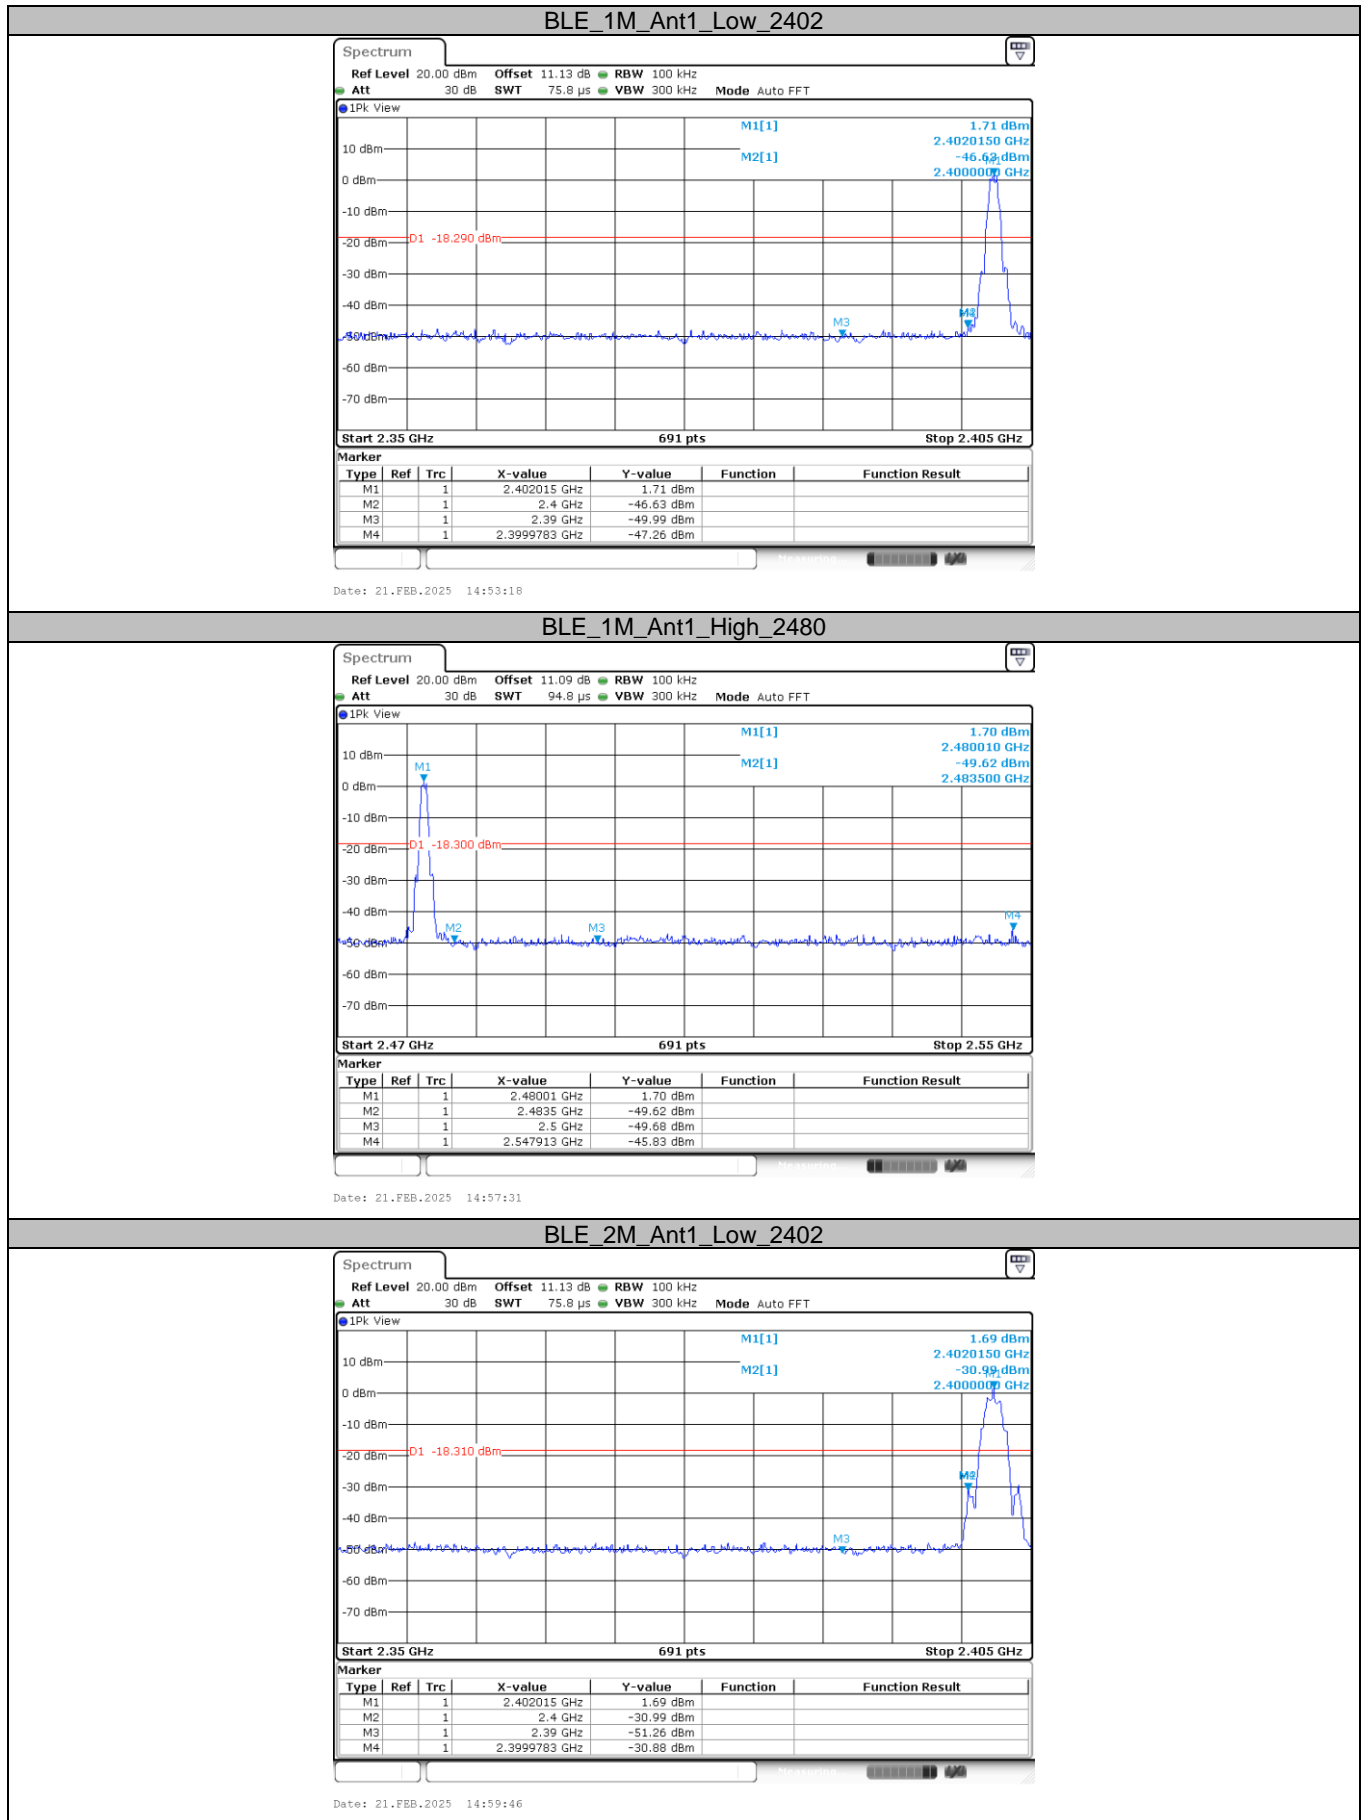 BLE_1M_Ant1_Low_2402
Spectrum
Ref Level 20.00 dBm Offset 11.13 dB RBW 100 kHz
Att 30 dB SWT 75.8 µs VBW 300 kHz Mode Auto FFT
1Pk View
M1[1] 1.71 dBm
2.4020150 GHz
M2[1] -46.63 dBm
2.4000000 GHz
M1
10 dBm
0 dBm
-10 dBm
D1 -18.290 dBm
-20 dBm
-30 dBm
-40 dBm
M3
-50 dBm
-60 dBm
-70 dBm
Start 2.35 GHz 691 pts Stop 2.405 GHz
Marker
Type Ref Trc X-value Y-value Function Function Result
M1 1 2.402015 GHz 1.71 dBm
M2 1 2.4 GHz -46.63 dBm
M3 1 2.39 GHz -49.99 dBm
M4 1 2.3999783 GHz -47.26 dBm
Measuring...
Date: 21.FEB.2025 14:53:18
BLE_1M_Ant1_High_2480
Spectrum
Ref Level 20.00 dBm Offset 11.09 dB RBW 100 kHz
Att 30 dB SWT 94.8 µs VBW 300 kHz Mode Auto FFT
1Pk View
M1[1] 1.70 dBm
2.480010 GHz
M2[1] -49.62 dBm
2.483500 GHz
10 dBm
M1
0 dBm
-10 dBm
D1 -18.300 dBm
-20 dBm
-30 dBm
-40 dBm
M2 M3 M4
-50 dBm
-60 dBm
-70 dBm
Start 2.47 GHz 691 pts Stop 2.55 GHz
Marker
Type Ref Trc X-value Y-value Function Function Result
M1 1 2.48001 GHz 1.70 dBm
M2 1 2.4835 GHz -49.62 dBm
M3 1 2.5 GHz -49.68 dBm
M4 1 2.547913 GHz -45.83 dBm
Measuring...
Date: 21.FEB.2025 14:57:31
BLE_2M_Ant1_Low_2402
Spectrum
Ref Level 20.00 dBm Offset 11.13 dB RBW 100 kHz
Att 30 dB SWT 75.8 µs VBW 300 kHz Mode Auto FFT
1Pk View
M1[1] 1.69 dBm
2.4020150 GHz
M2[1] -30.99 dBm
2.4000000 GHz
M1
10 dBm
0 dBm
-10 dBm
D1 -18.310 dBm
-20 dBm
-30 dBm
-40 dBm
M3
-50 dBm
-60 dBm
-70 dBm
Start 2.35 GHz 691 pts Stop 2.405 GHz
Marker
Type Ref Trc X-value Y-value Function Function Result
M1 1 2.402015 GHz 1.69 dBm
M2 1 2.4 GHz -30.99 dBm
M3 1 2.39 GHz -51.26 dBm
M4 1 2.3999783 GHz -30.88 dBm
Measuring...
Date: 21.FEB.2025 14:59:46